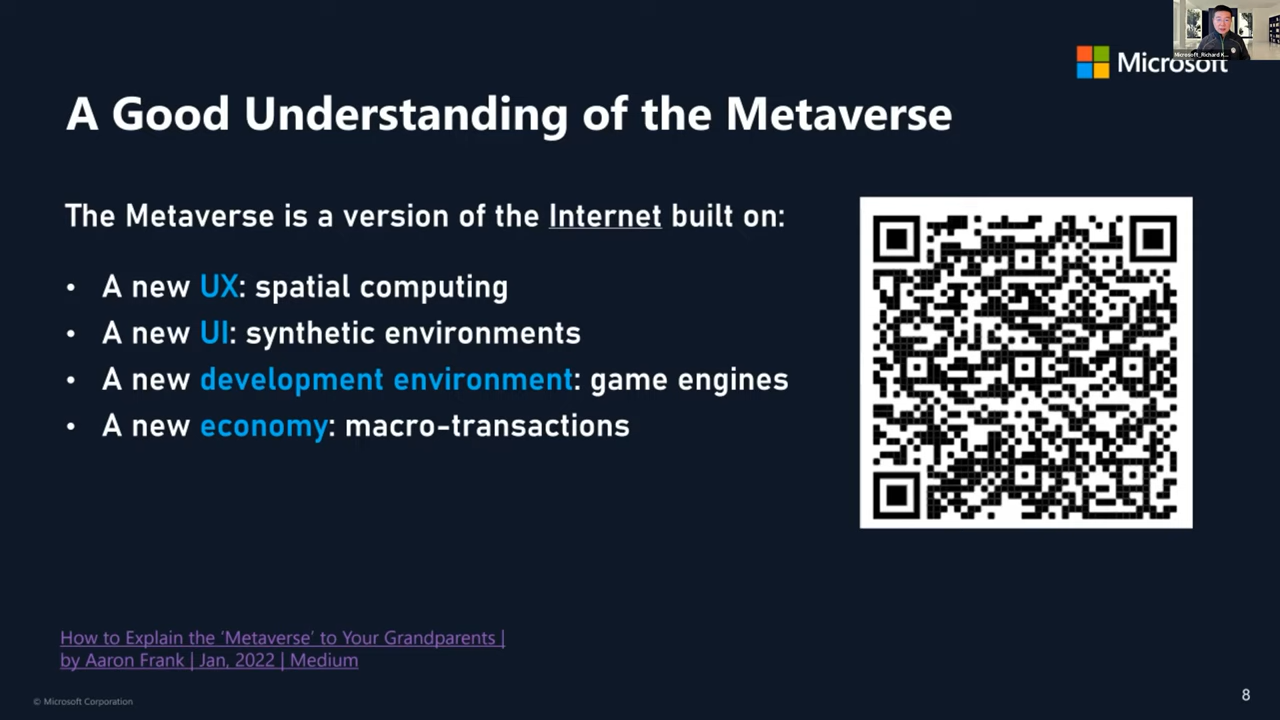 Microsoft_Richard K...
Microsoft
A Good Understanding of the Metaverse
The Metaverse is a version of the Internet built on:
• A new UX: spatial computing
• A new UI: synthetic environments
• A new development environment: game engines
• A new economy: macro-transactions
How to Explain the ‘Metaverse’ to Your Grandparents |
by Aaron Frank | Jan, 2022 | Medium
© Microsoft Corporation
8